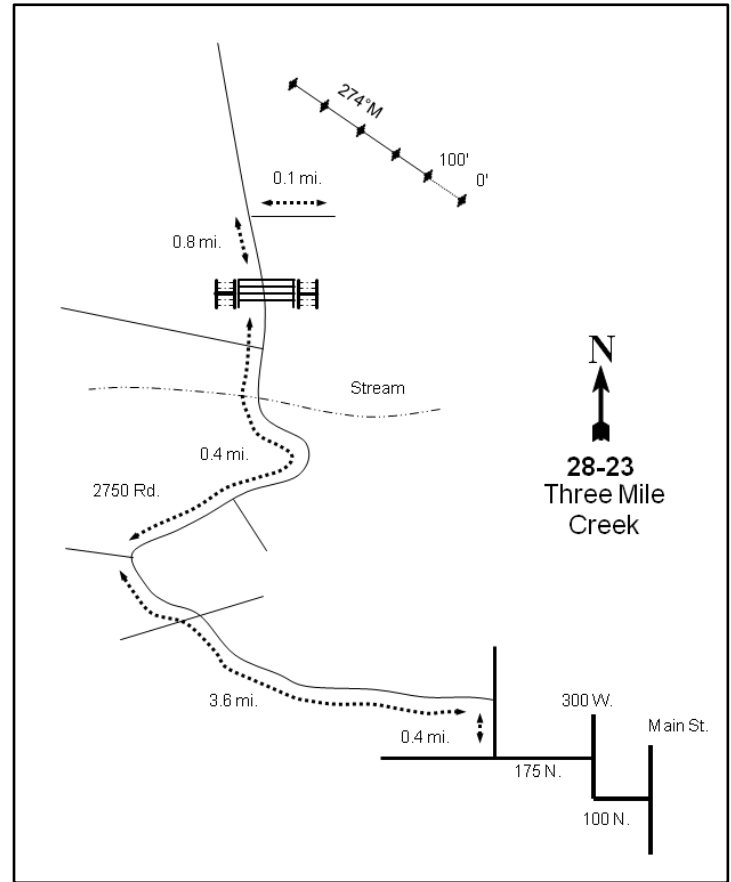 274°M
100'
0'
0.1 mi.
0.8 mi.
N
Stream
0.4 mi.
28-23
Three Mile
Creek
2750 Rd.
3.6 mi.
300 W.
Main St.
0.4 mi.
175 N.
100 N.